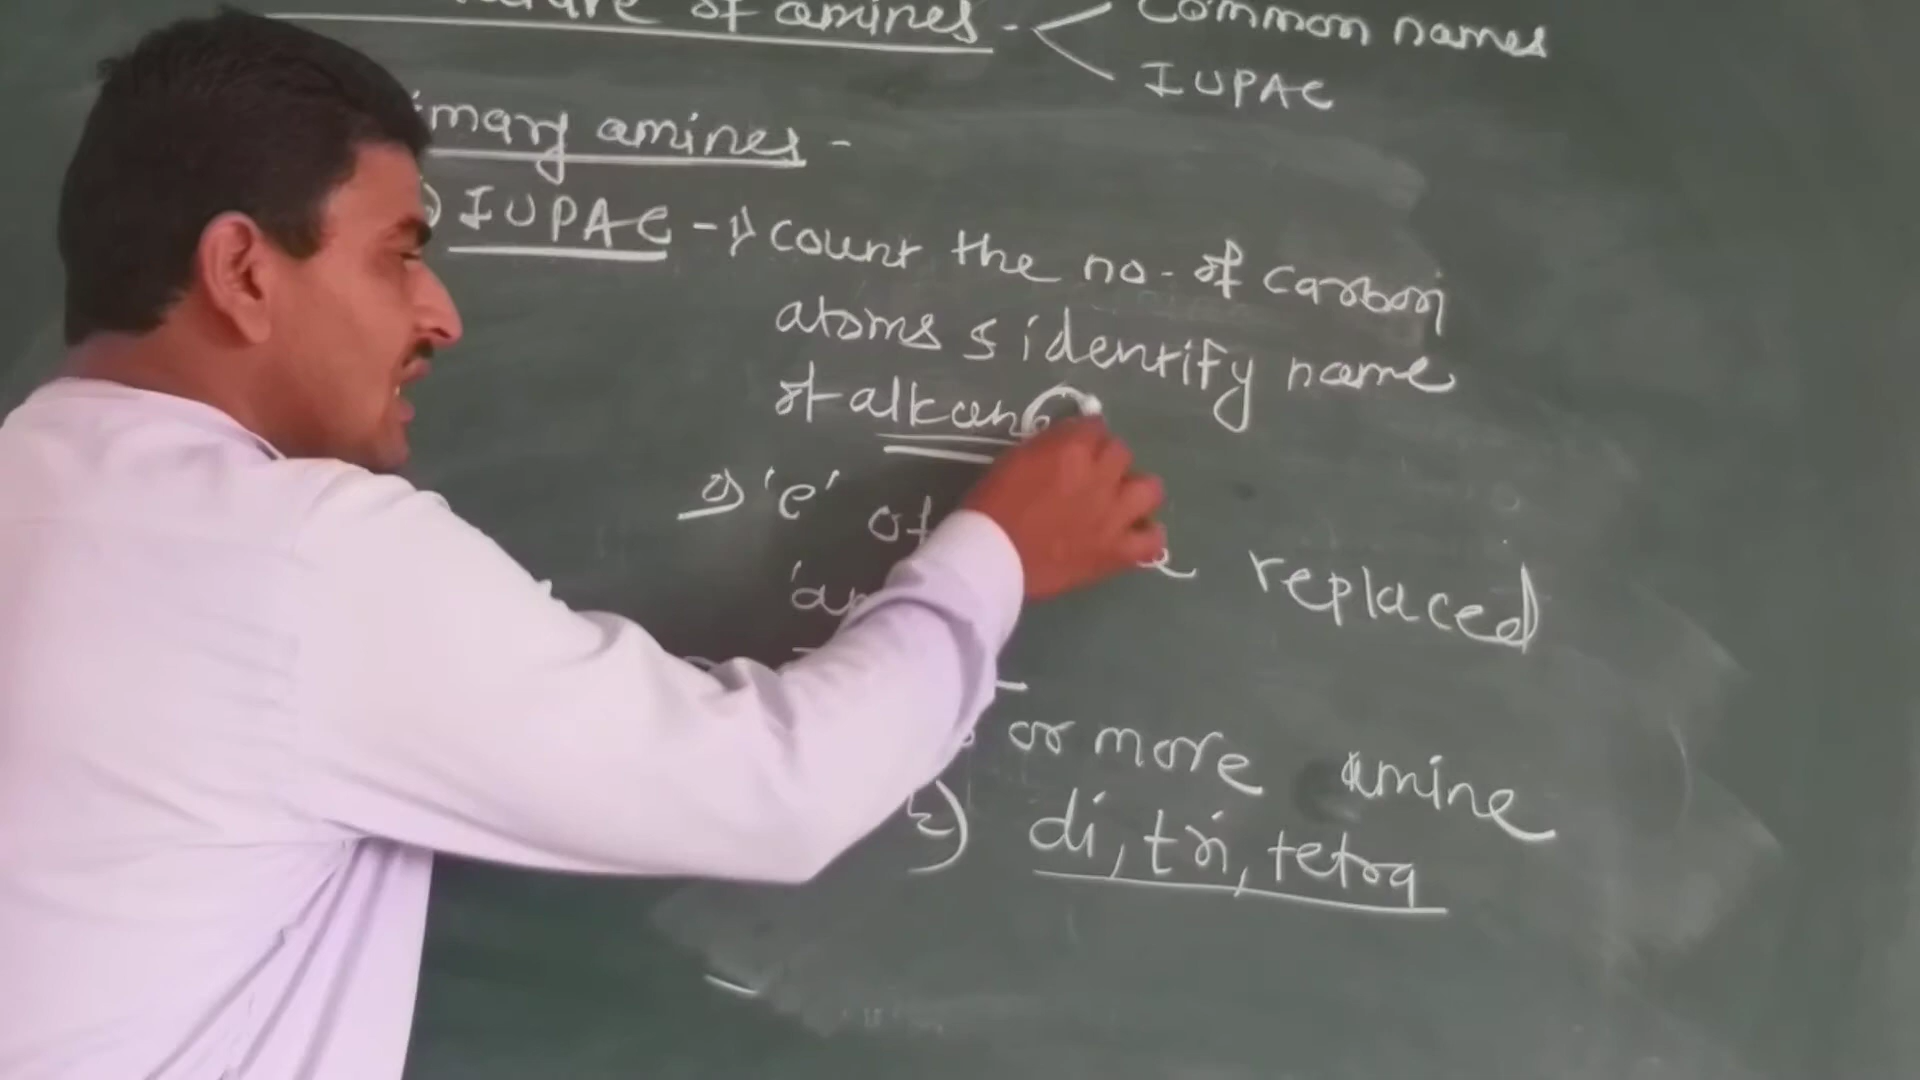 of amines - Common names
IUPAC
amines -
IUPAC - 1) Count the no. of carbon
atoms & identify name
of alkane
2) 'e' of replaced
or more amine
di, tri, tetra